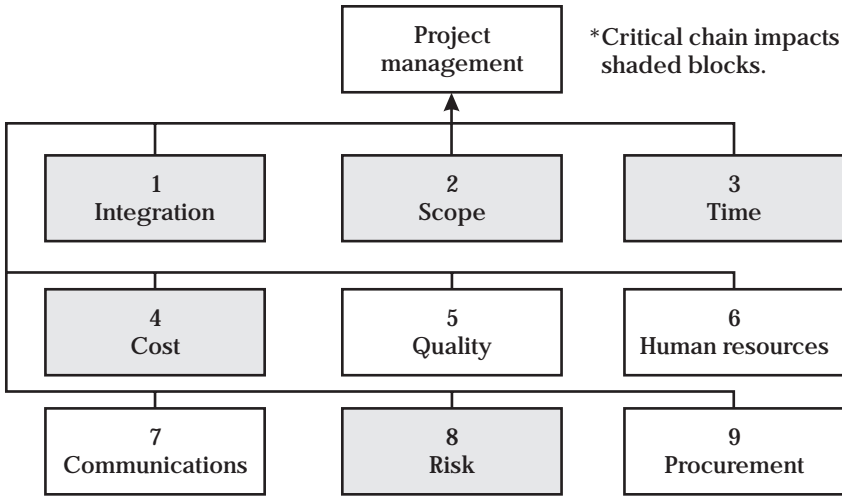 Project
management
*Critical chain impacts
shaded blocks.
1
Integration
2
Scope
3
Time
4
Cost
5
Quality
6
Human resources
7
Communications
8
Risk
9
Procurement